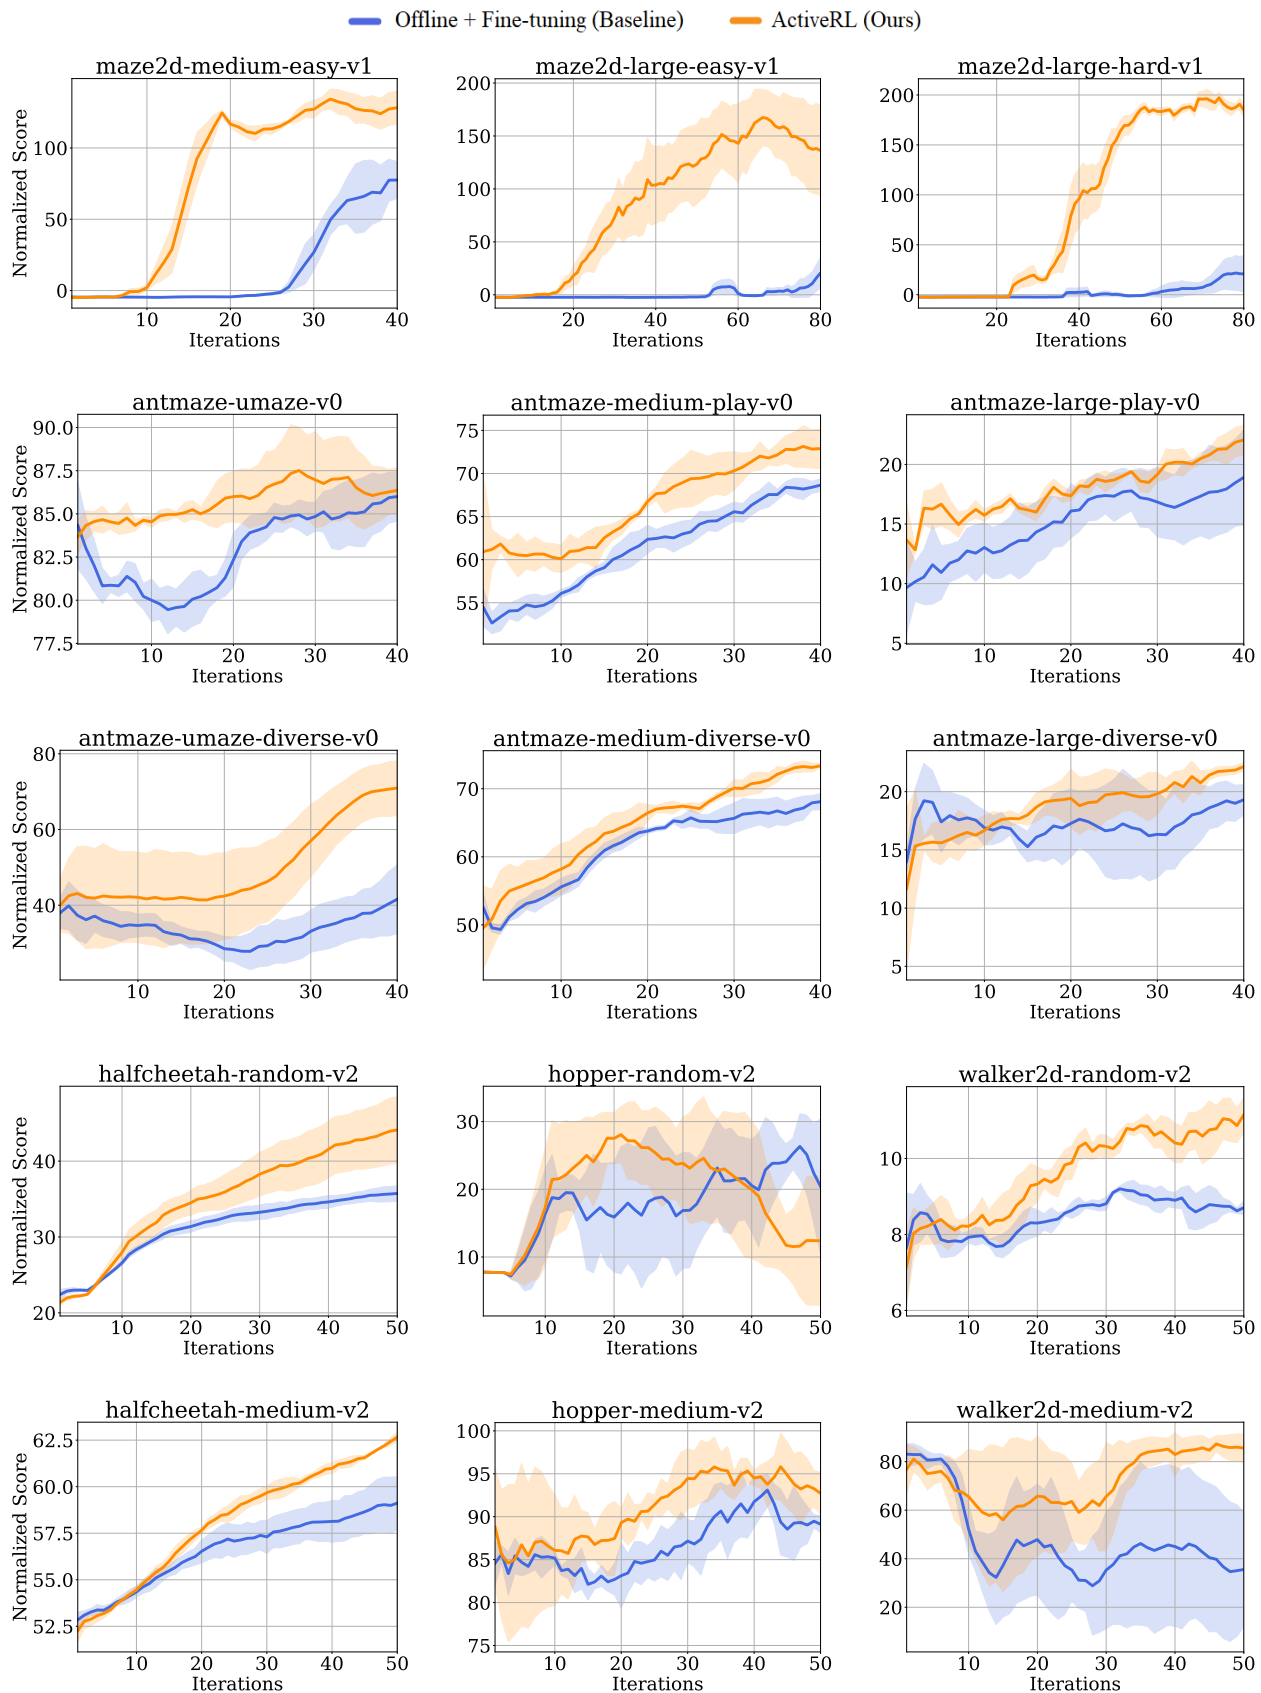 Offline + Fine-tuning (Baseline) ActiveRL (Ours)
maze2d-medium-easy-v1 maze2d-large-easy-v1 maze2d-large-hard-v1
Normalized Score
100
50
0
10 20 30 40
Iterations
200
150
100
50
0
20 40 60 80
Iterations
200
150
100
50
0
20 40 60 80
Iterations
antmaze-umaze-v0 antmaze-medium-play-v0 antmaze-large-play-v0
Normalized Score
90.0
87.5
85.0
82.5
80.0
77.5
10 20 30 40
Iterations
75
70
65
60
55
10 20 30 40
Iterations
20
15
10
5
10 20 30 40
Iterations
antmaze-umaze-diverse-v0 antmaze-medium-diverse-v0 antmaze-large-diverse-v0
Normalized Score
80
60
40
10 20 30 40
Iterations
70
60
50
10 20 30 40
Iterations
20
15
10
5
10 20 30 40
Iterations
halfcheetah-random-v2 hopper-random-v2 walker2d-random-v2
Normalized Score
40
30
20
10 20 30 40 50
Iterations
30
20
10
10 20 30 40 50
Iterations
10
8
6
10 20 30 40 50
Iterations
halfcheetah-medium-v2 hopper-medium-v2 walker2d-medium-v2
Normalized Score
62.5
60.0
57.5
55.0
52.5
10 20 30 40 50
Iterations
100
95
90
85
80
75
10 20 30 40 50
Iterations
80
60
40
20
10 20 30 40 50
Iterations